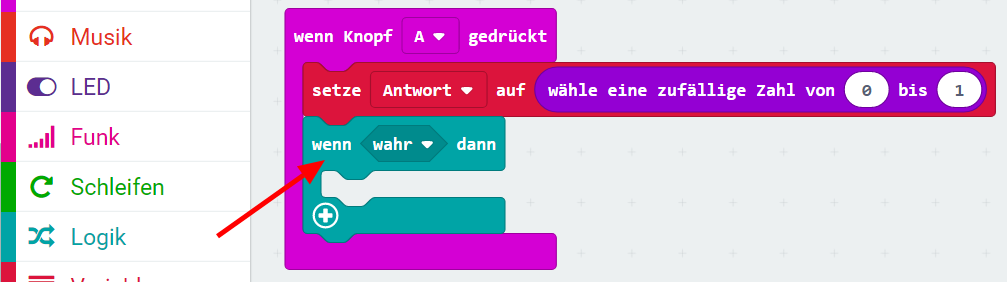 Musik
LED
Funk
Schleifen
Logik
wenn Knopf A gedrückt
setze Antwort auf wähle eine zufällige Zahl von 0 bis 1
wenn wahr dann